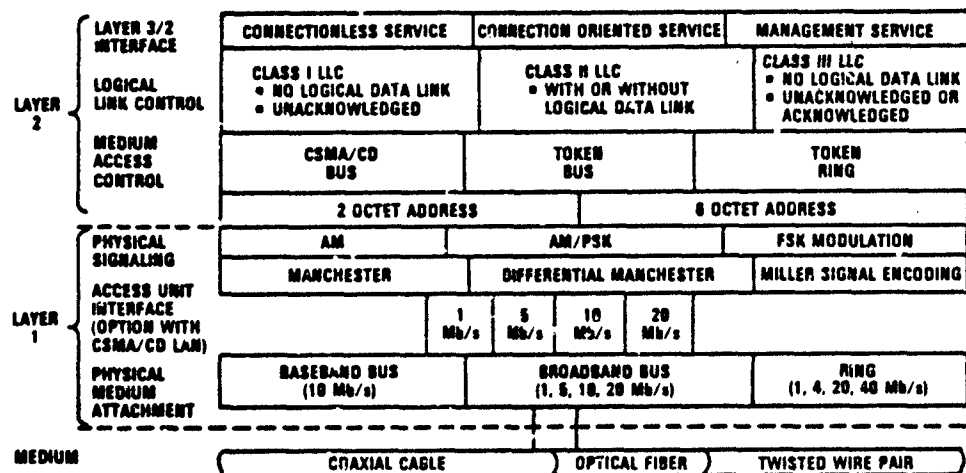 LAYER 3/2 INTERFACE
CONNECTIONLESS SERVICE
CONNECTION ORIENTED SERVICE
MANAGEMENT SERVICE
LAYER 2
LOGICAL LINK CONTROL
CLASS I LLC
• NO LOGICAL DATA LINK
• UNACKNOWLEDGED
CLASS II LLC
• WITH OR WITHOUT
LOGICAL DATA LINK
CLASS III LLC
• NO LOGICAL DATA LINK
• UNACKNOWLEDGED OR
ACKNOWLEDGED
MEDIUM ACCESS CONTROL
CSMA/CD
BUS
TOKEN
BUS
TOKEN
RING
2 OCTET ADDRESS
6 OCTET ADDRESS
LAYER 1
PHYSICAL SIGNALING
AM
AM/PSK
FSK MODULATION
MANCHESTER
DIFFERENTIAL MANCHESTER
MILLER SIGNAL ENCODING
ACCESS UNIT
INTERFACE
(OPTION WITH
CSMA/CD LAN)
1
Mb/s
5
Mb/s
10
Mb/s
20
Mb/s
PHYSICAL
MEDIUM
ATTACHMENT
BASEBAND BUS
(10 Mb/s)
BROADBAND BUS
(1, 5, 10, 20 Mb/s)
RING
(1, 4, 20, 40 Mb/s)
MEDIUM
COAXIAL CABLE
OPTICAL FIBER
TWISTED WIRE PAIR